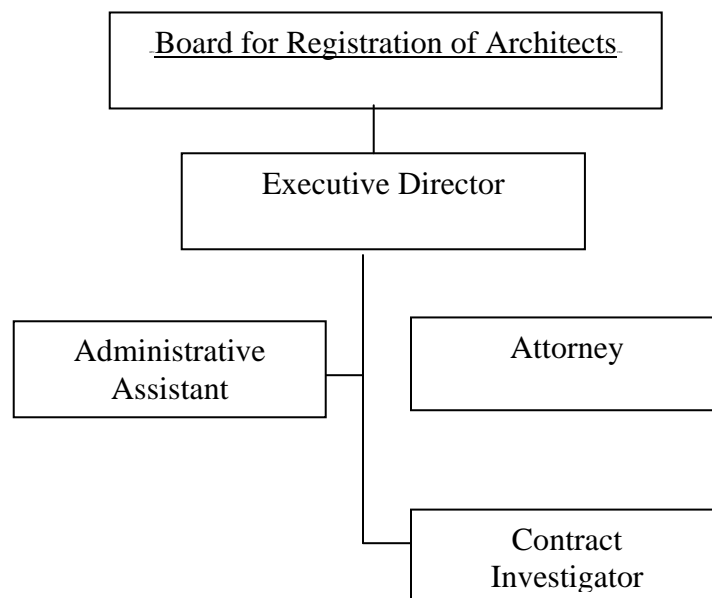 Board for Registration of Architects
Executive Director
Administrative
Assistant
Attorney
Contract
Investigator